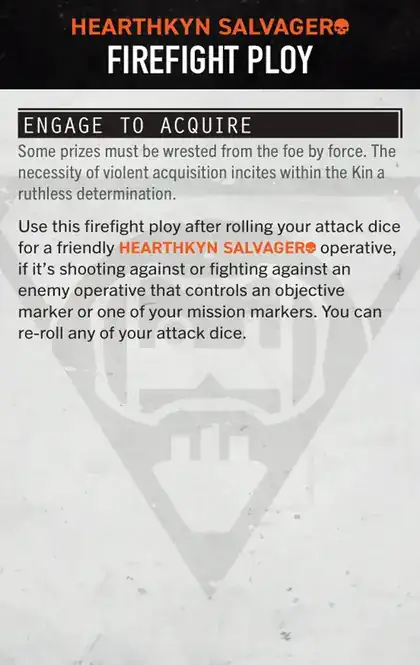 HEARTHKYN SALVAGER
FIREFIGHT PLOY
ENGAGE TO ACQUIRE
Some prizes must be wrested from the foe by force. The
necessity of violent acquisition incites within the Kin a
ruthless determination.
Use this firefight ploy after rolling your attack dice
for a friendly HEARTHKYN SALVAGER operative,
if it’s shooting against or fighting against an
enemy operative that controls an objective
marker or one of your mission markers. You can
re-roll any of your attack dice.